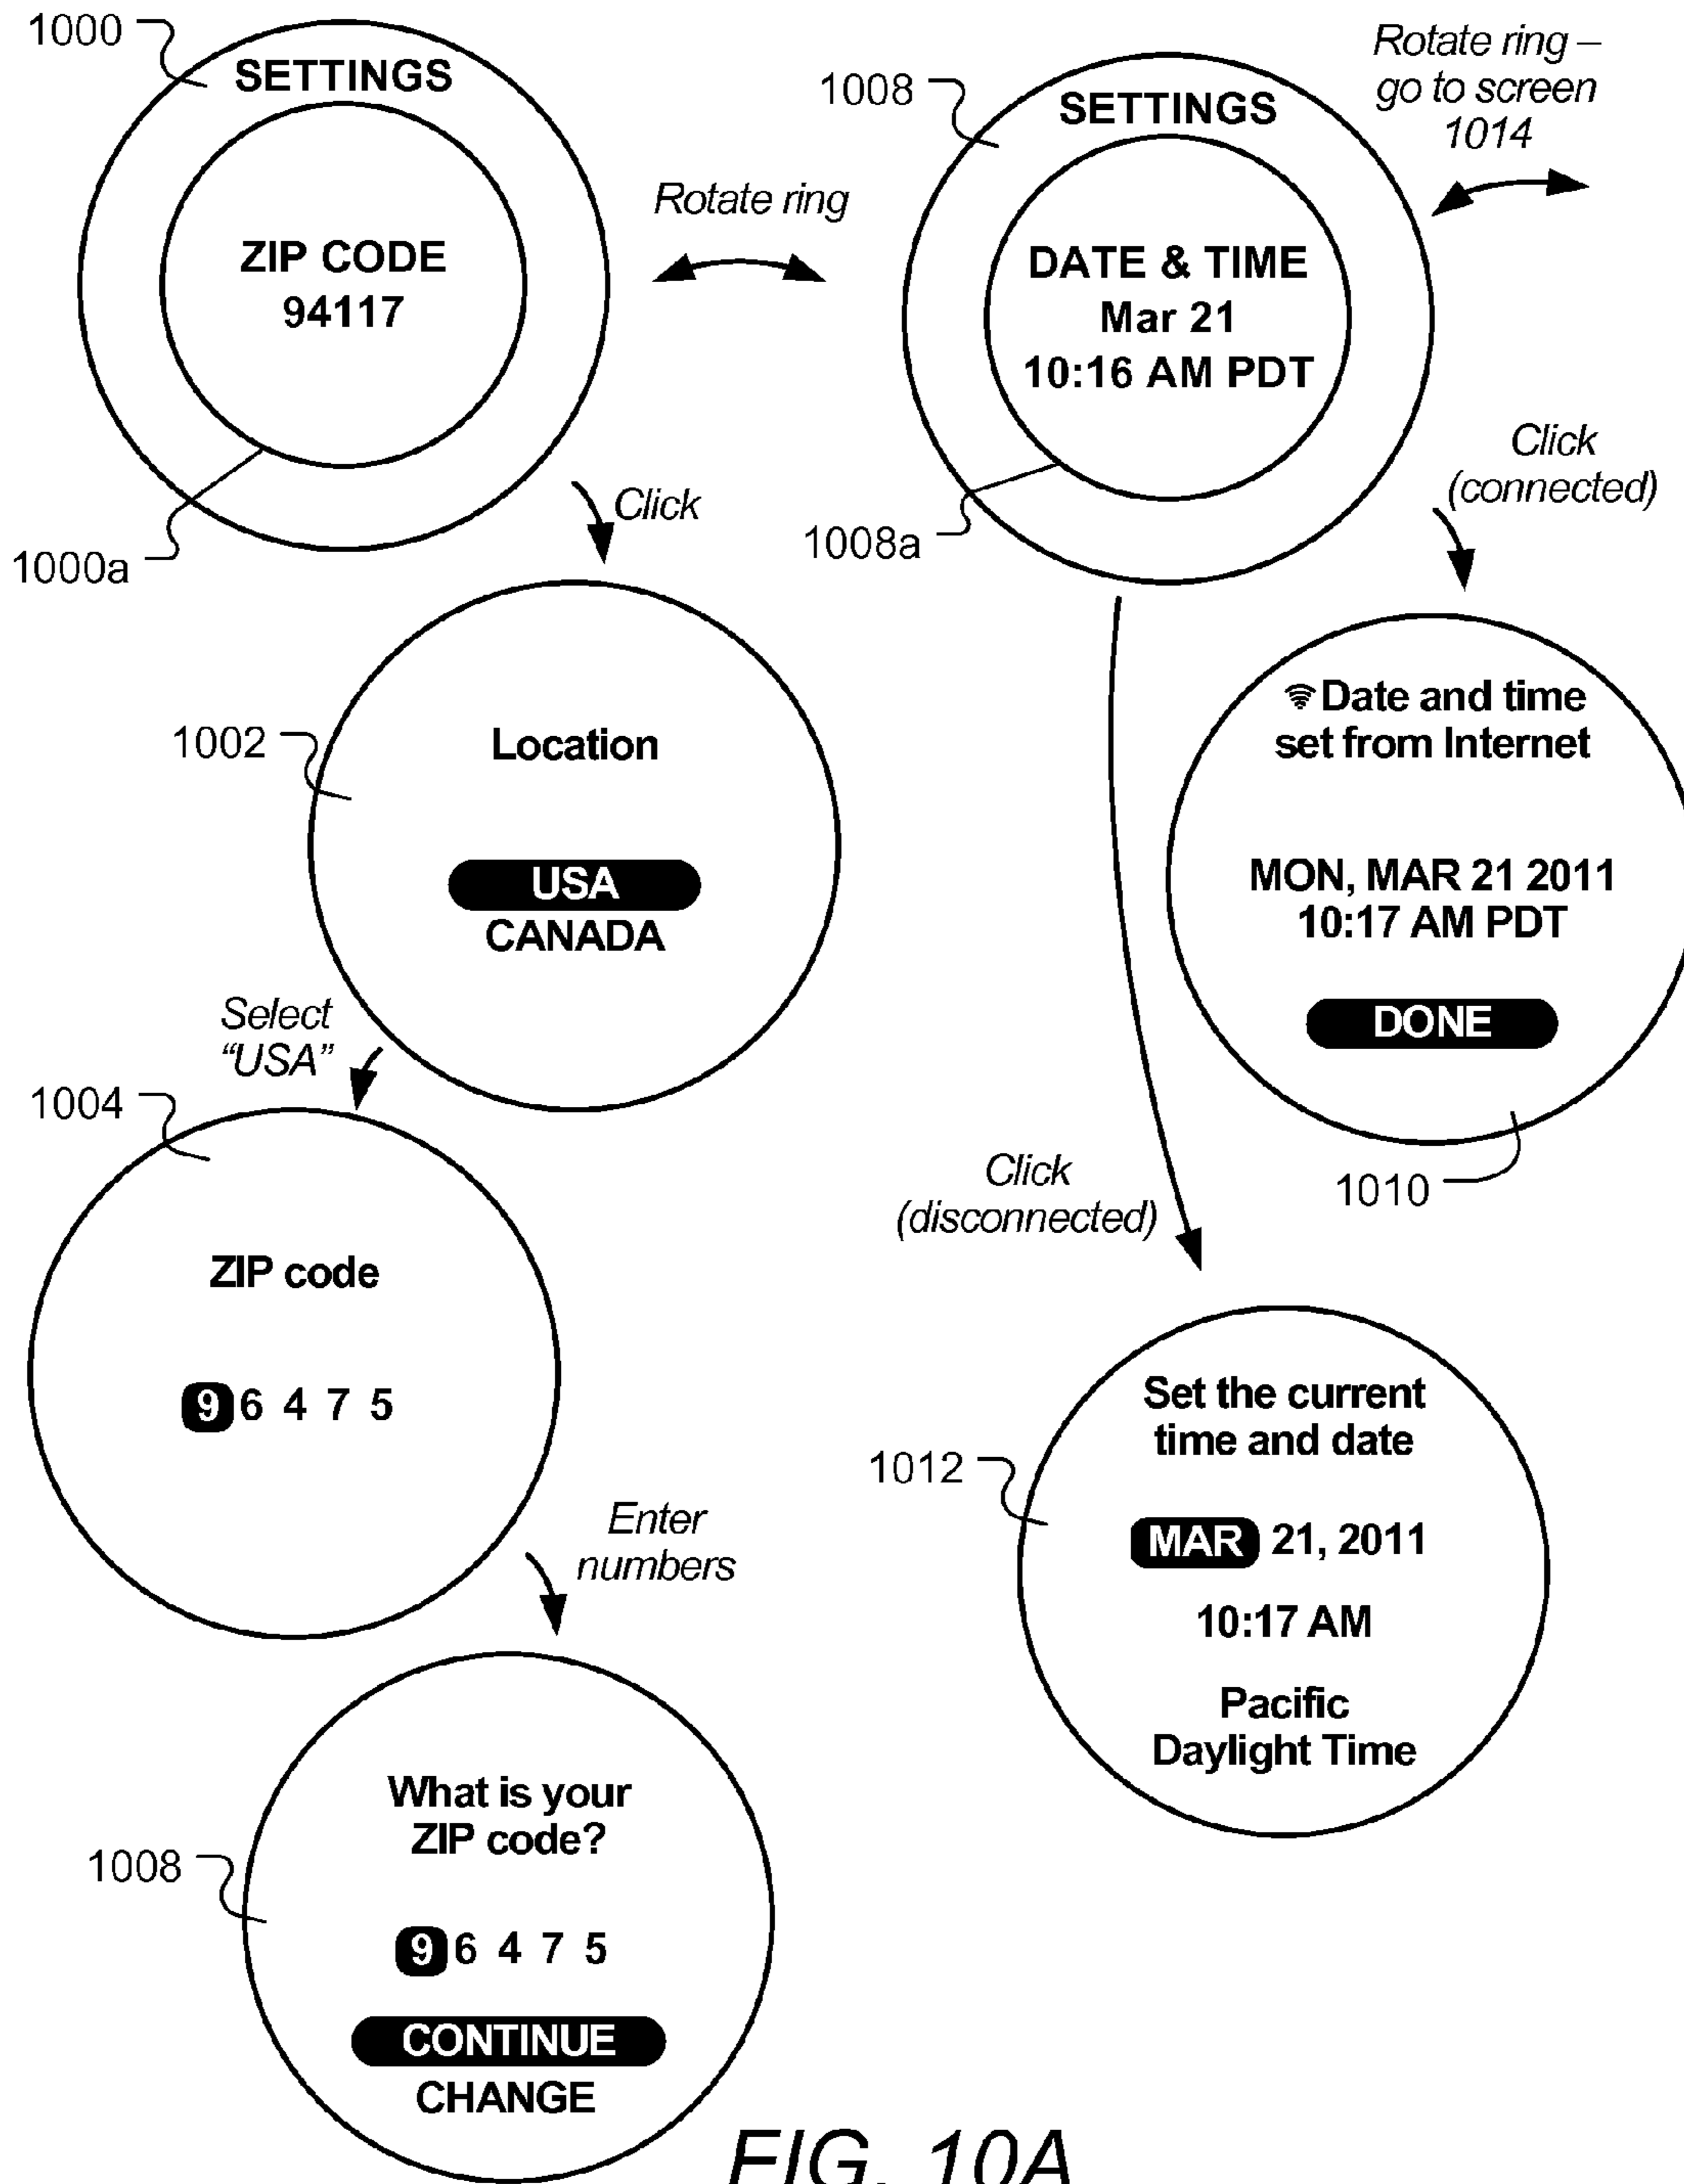 1000
SETTINGS
ZIP CODE
94117
1000a
Rotate ring
1008
SETTINGS
DATE & TIME
Mar 21
10:16 AM PDT
1008a
Rotate ring –
go to screen
1014
Click
1002
Location
USA
CANADA
Select
“USA”
1004
ZIP code
9 6 4 7 5
Enter
numbers
1008
What is your
ZIP code?
9 6 4 7 5
CONTINUE
CHANGE
Click
(connected)
Date and time
set from Internet
MON, MAR 21 2011
10:17 AM PDT
DONE
1010
Click
(disconnected)
1012
Set the current
time and date
MAR 21, 2011
10:17 AM
Pacific
Daylight Time
FIG. 10A